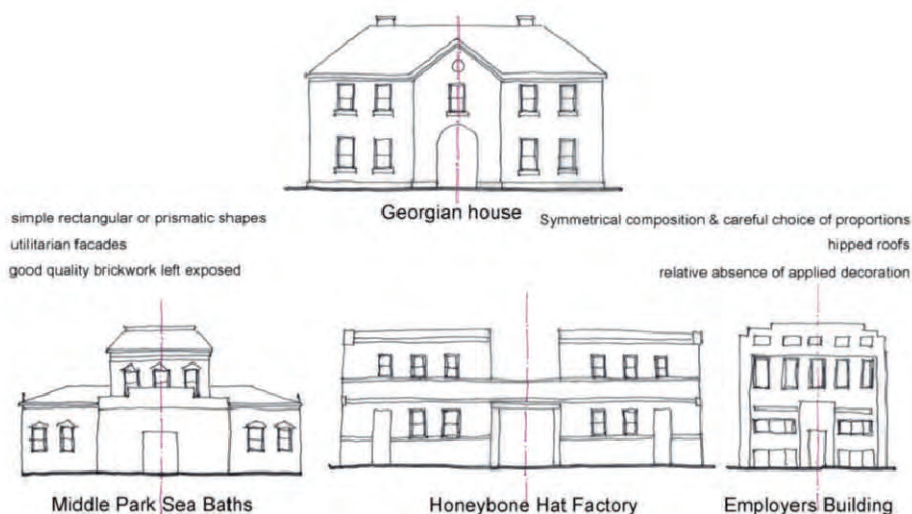 Georgian house
simple rectangular or prismatic shapes
utilitarian facades
good quality brickwork left exposed
Symmetrical composition & careful choice of proportions
hipped roofs
relative absence of applied decoration
Middle Park Sea Baths
Honeybone Hat Factory
Employers Building